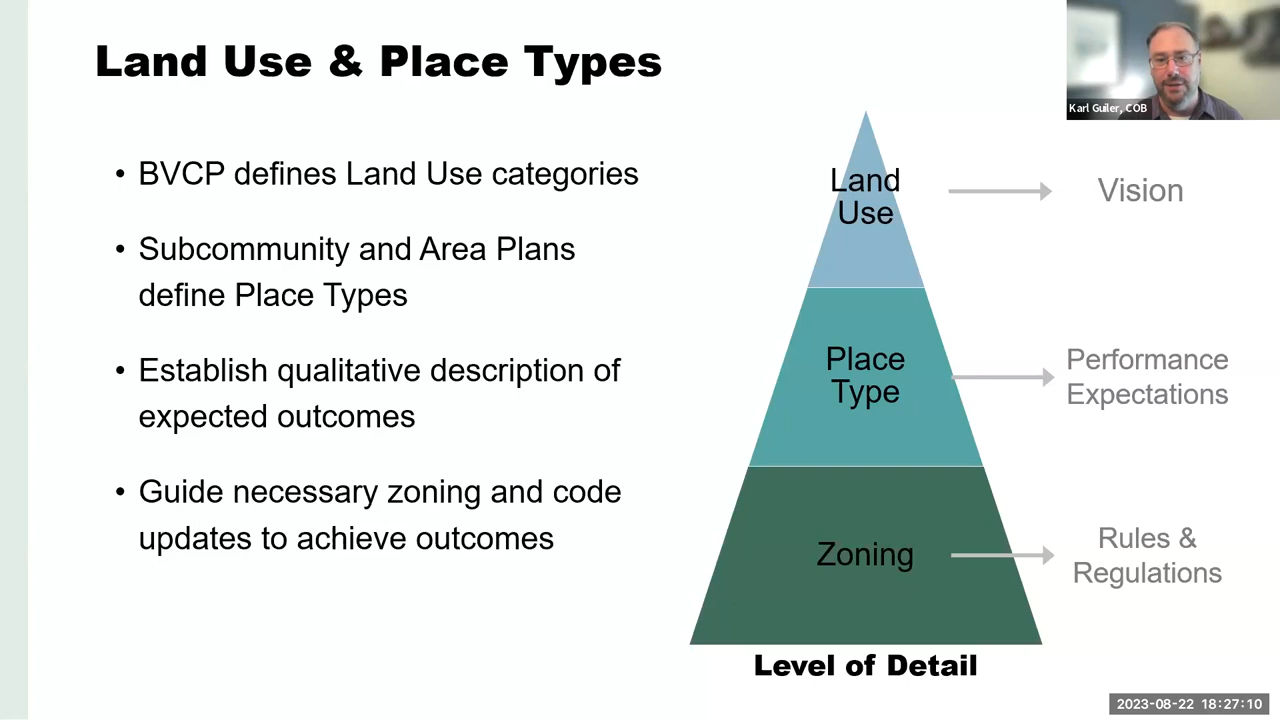 Land Use & Place Types
• BVCP defines Land Use categories
• Subcommunity and Area Plans
define Place Types
• Establish qualitative description of
expected outcomes
• Guide necessary zoning and code
updates to achieve outcomes
Land
Use
Vision
Place
Type
Performance
Expectations
Zoning
Rules &
Regulations
Level of Detail
Karl Guiler, COB
2023-08-22 18:27:10